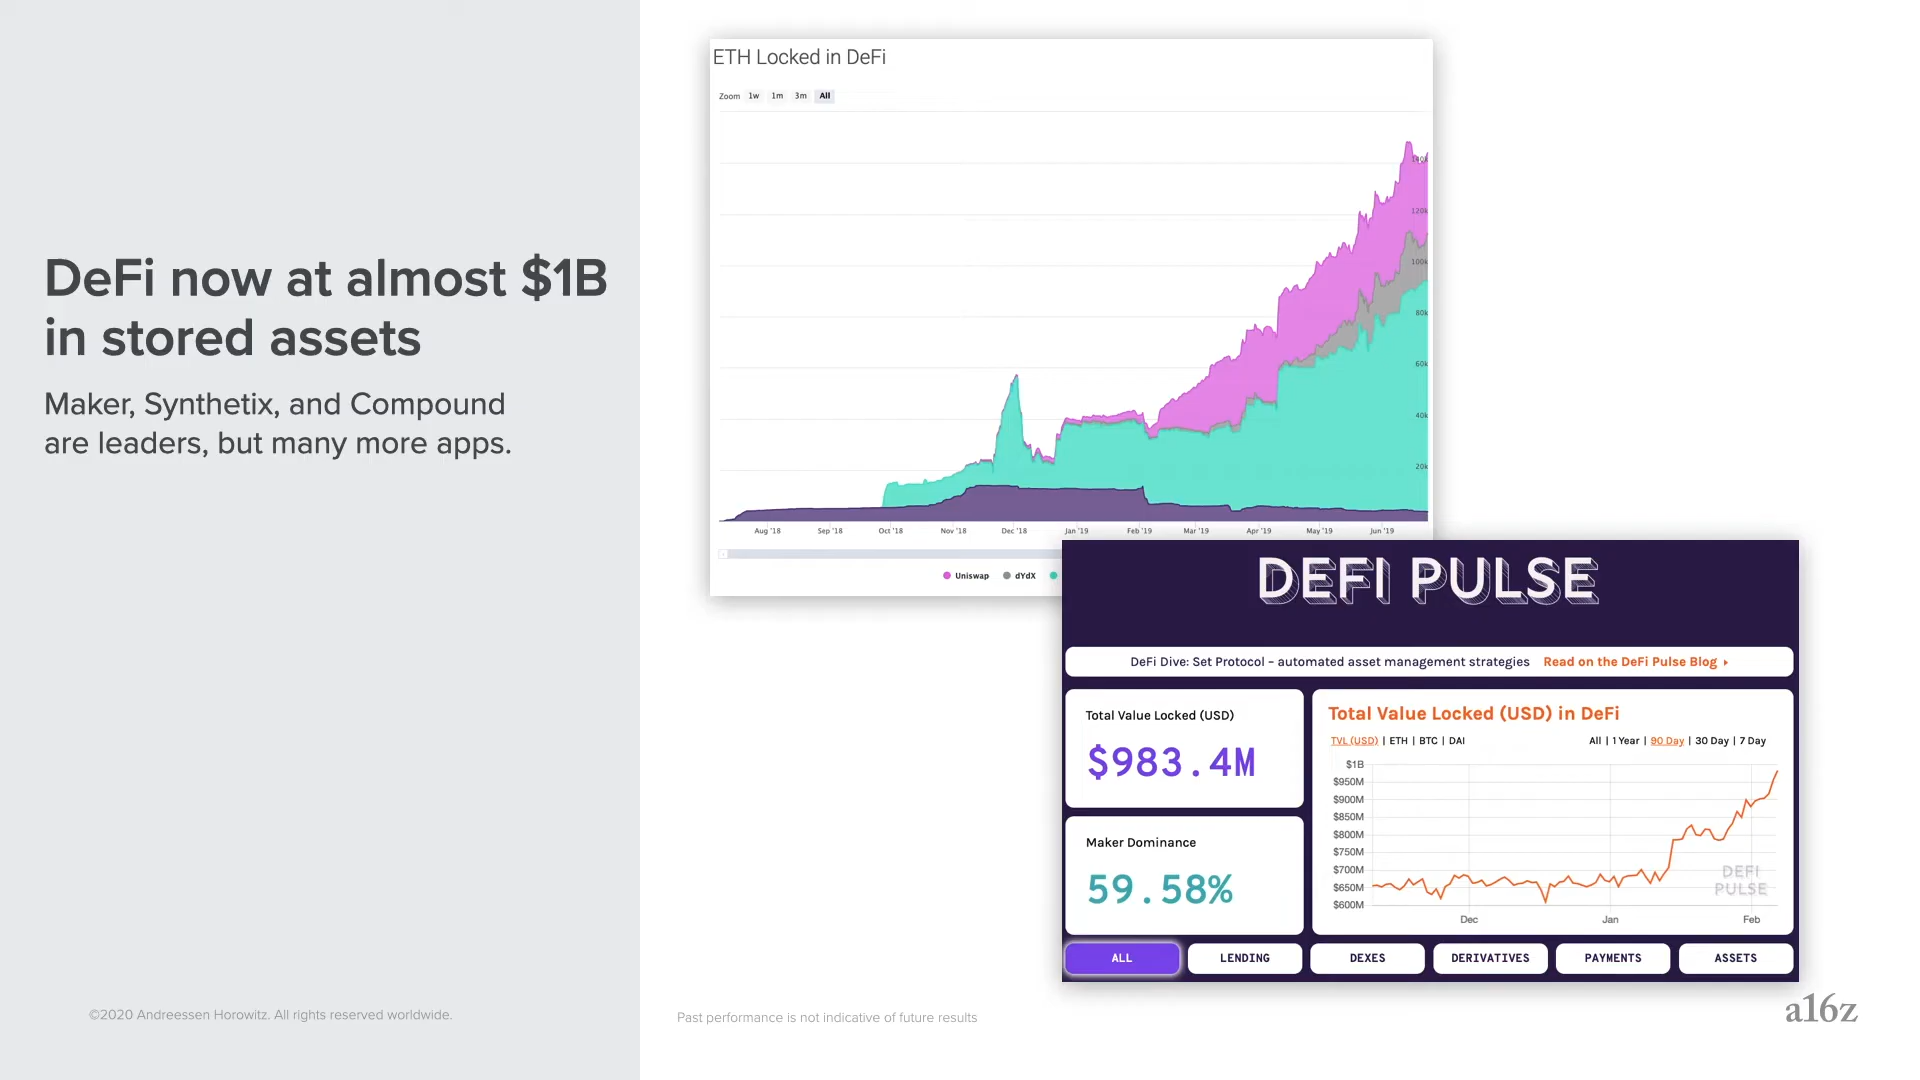 DeFi now at almost $1B
in stored assets
Maker, Synthetix, and Compound
are leaders, but many more apps.
©2020 Andreessen Horowitz. All rights reserved worldwide.
ETH Locked in DeFi
Zoom 1w 1m 3m All
140k
120k
100k
80k
60k
40k
20k
Aug '18 Sep '18 Oct '18 Nov '18 Dec '18 Jan '19 Feb '19 Mar '19 Apr '19 May '19 Jun '19
Uniswap dYdX
DEFI PULSE
DeFi Dive: Set Protocol – automated asset management strategies Read on the DeFi Pulse Blog
Total Value Locked (USD)
$983.4M
Maker Dominance
59.58%
Total Value Locked (USD) in DeFi
TVL (USD) | ETH | BTC | DAI All | 1 Year | 90 Day | 30 Day | 7 Day
$1B
$950M
$900M
$850M
$800M
$750M
$700M
$650M
$600M
DEFI
PULSE
Dec Jan Feb
ALL LENDING DEXES DERIVATIVES PAYMENTS ASSETS
Past performance is not indicative of future results
a16z